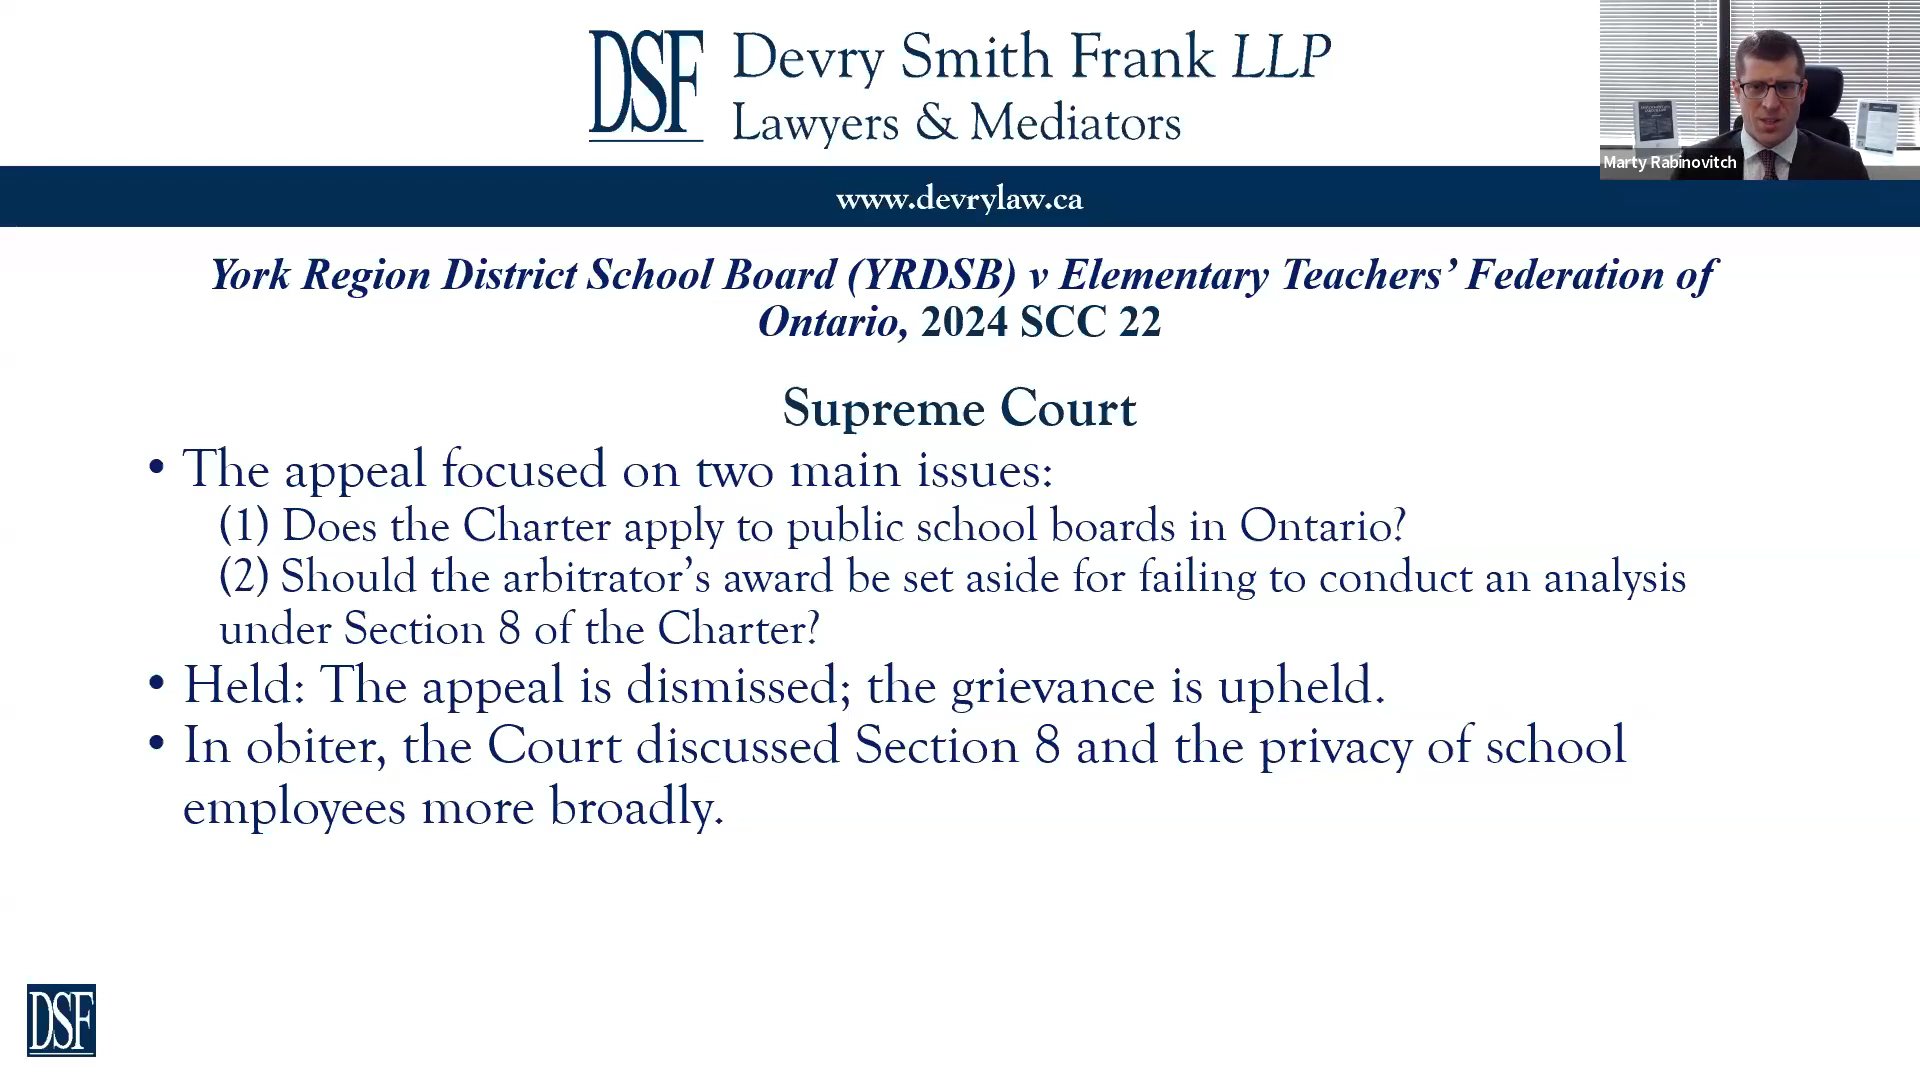 DSF
Devry Smith Frank LLP
Lawyers & Mediators
Marty Rabinovitch
www.devrylaw.ca
York Region District School Board (YRDSB) v Elementary Teachers’ Federation of
Ontario, 2024 SCC 22
Supreme Court
• The appeal focused on two main issues:
(1) Does the Charter apply to public school boards in Ontario?
(2) Should the arbitrator’s award be set aside for failing to conduct an analysis
under Section 8 of the Charter?
• Held: The appeal is dismissed; the grievance is upheld.
• In obiter, the Court discussed Section 8 and the privacy of school
employees more broadly.
DSF